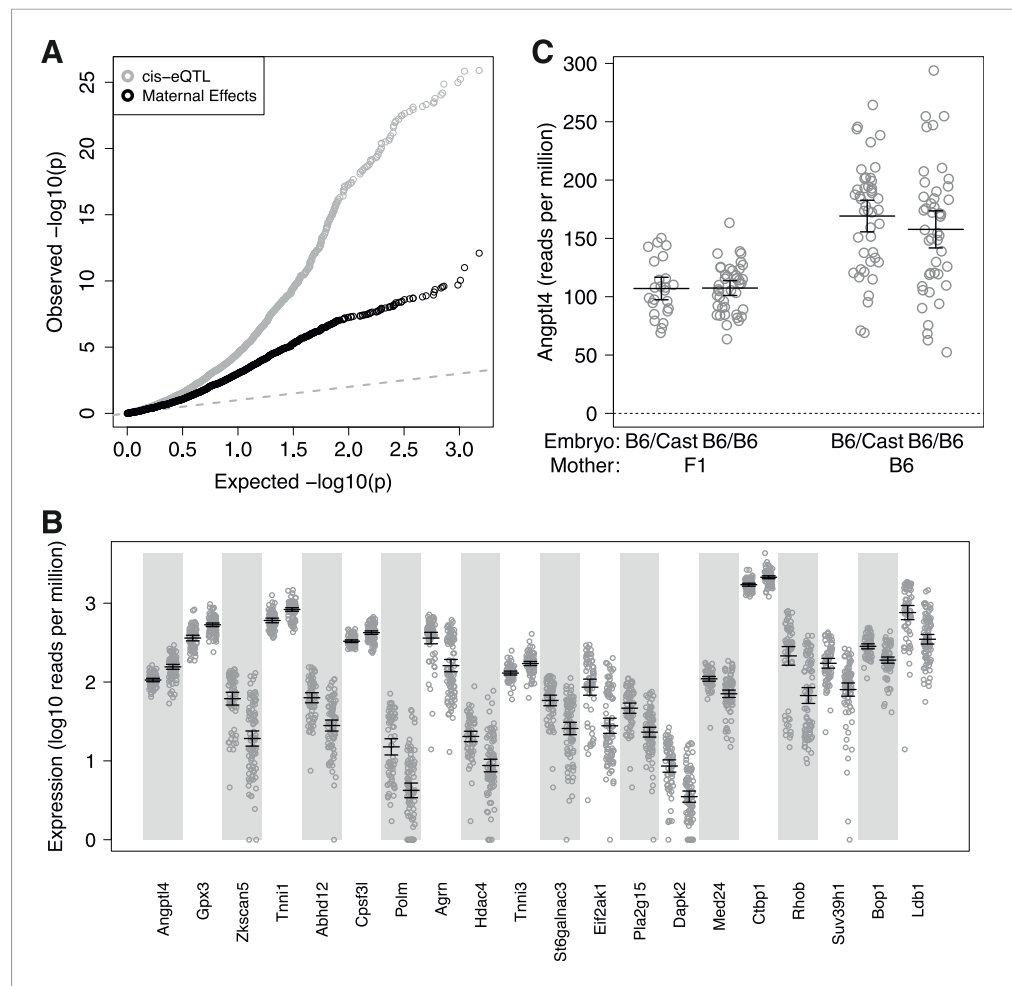 A
cis−eQTL
Maternal Effects
Observed −log10(p)
25
20
15
10
5
0
0.0 0.5 1.0 1.5 2.0 2.5 3.0
Expected −log10(p)
C
Angptl4 (reads per million)
300
250
200
150
100
50
0
Embryo: B6/Cast B6/B6 B6/Cast B6/B6
Mother: F1 B6
B
Expression (log10 reads per million)
3
2
1
0
Angptl4
Gpx3
Zkscan5
Tnni1
Abhd12
Cpsf3l
Polm
Agrn
Hdac4
Tnni3
St6galnac3
Eif2ak1
Pla2g15
Dapk2
Med24
Ctbp1
Rhob
Suv39h1
Bop1
Ldb1